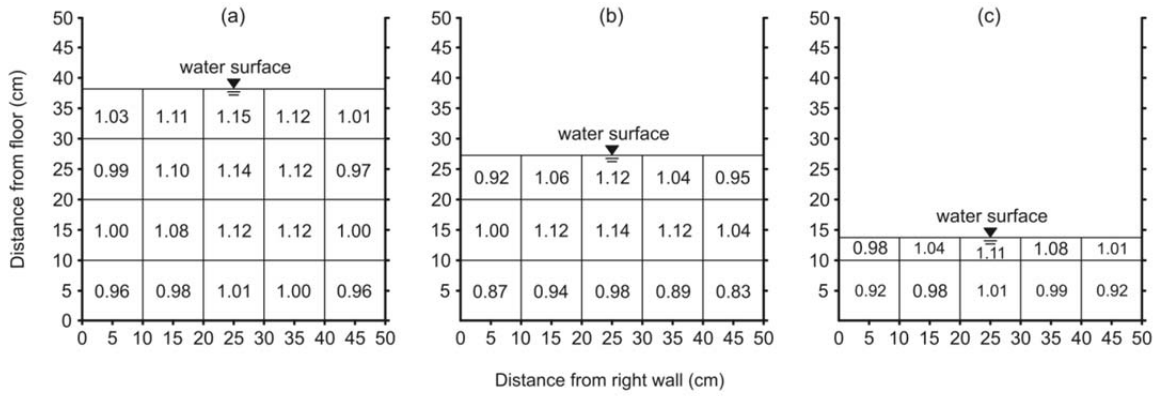 (a) (b) (c)
Distance from floor (cm)
50
45
40
35
30
25
20
15
10
5
0
water surface
1.03 1.11 1.15 1.12 1.01
0.99 1.10 1.14 1.12 0.97
1.00 1.08 1.12 1.12 1.00
0.96 0.98 1.01 1.00 0.96
0 5 10 15 20 25 30 35 40 45 50
50
45
40
35
30
25
20
15
10
5
water surface
0.92 1.06 1.12 1.04 0.95
1.00 1.12 1.14 1.12 1.04
0.87 0.94 0.98 0.89 0.83
0 5 10 15 20 25 30 35 40 45 50
50
45
40
35
30
25
20
15
10
5
water surface
0.98 1.04 1.11 1.08 1.01
0.92 0.98 1.01 0.99 0.92
0 5 10 15 20 25 30 35 40 45 50
Distance from right wall (cm)